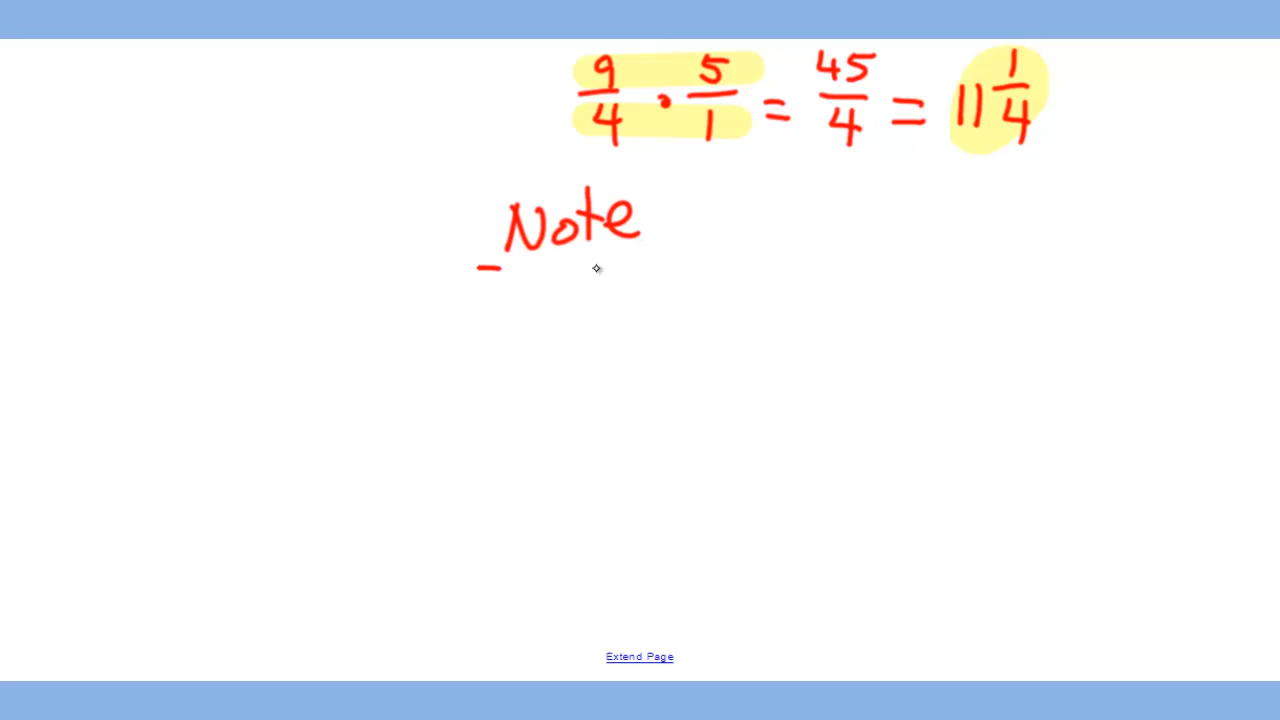 9/4 · 5/1 = 45/4 = 11 1/4
Note
-
Extend Page